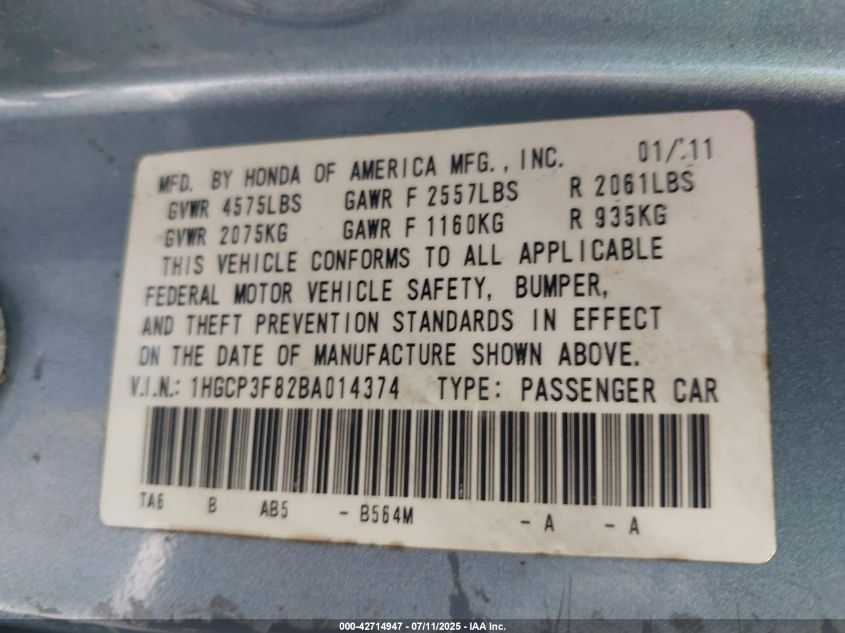 MFD. BY HONDA OF AMERICA MFG., INC. 01/11
GVWR 4575LBS GAWR F 2557LBS R 2061LBS
GVWR 2075KG GAWR F 1160KG R 935KG
THIS VEHICLE CONFORMS TO ALL APPLICABLE
FEDERAL MOTOR VEHICLE SAFETY, BUMPER,
AND THEFT PREVENTION STANDARDS IN EFFECT
ON THE DATE OF MANUFACTURE SHOWN ABOVE.
V.I.N.: 1HGCP3F82BA014374 TYPE: PASSENGER CAR
TA6 B AB5 - B564M - A - A
000-42714947 - 07/11/2025 - IAA Inc.